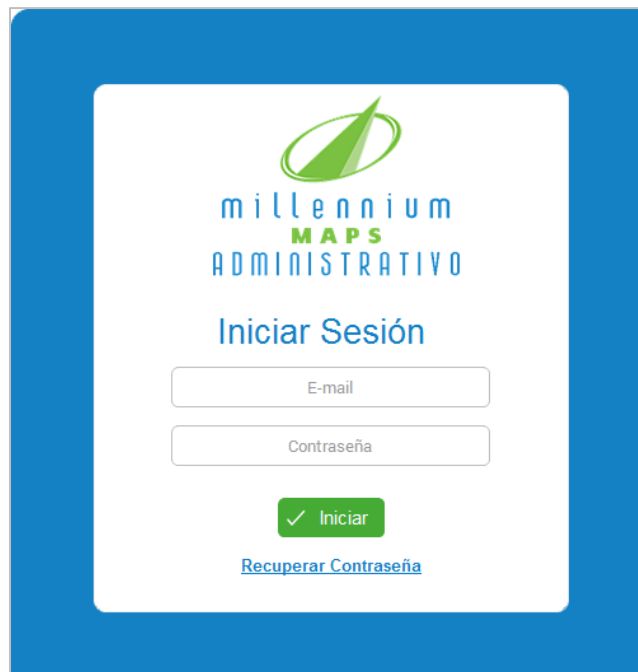 millennium
MAPS
ADMINISTRATIVO
Iniciar Sesión
E-mail
Contraseña
Iniciar
Recuperar Contraseña